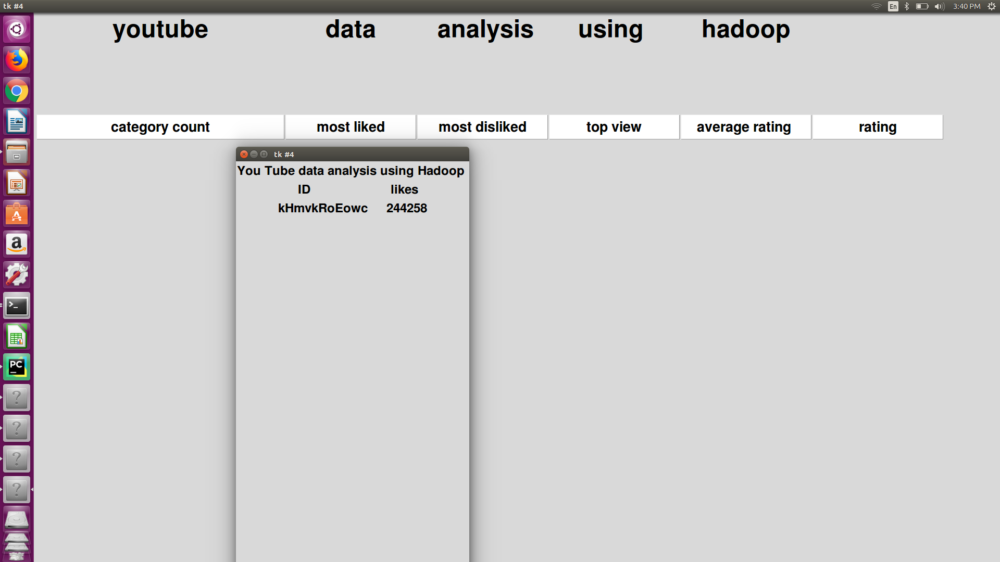 tk #4
En
3:40 PM
youtube data analysis using hadoop
category count most liked most disliked top view average rating rating
tk #4
You Tube data analysis using Hadoop
ID likes
kHmvkRoEowc 244258
a
A
>_
PC
?
?
?
?